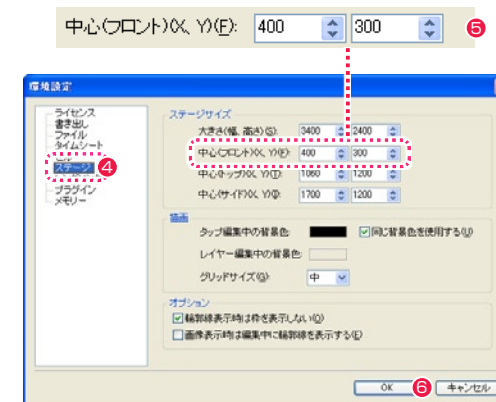 中心(フロント)(X, Y)(F): 400 300 5
環境設定
ライセンス
書き出し
ファイル
タイムシート
ステージ 4
プラグイン
メモリー
ステージサイズ
大きさ(幅、高さ)(S): 3400 2400
中心(フロント)(X, Y)(F): 400 300
中心(トップ)(X, Y)(T): 1060 1200
中心(サイド)(X, Y)(I): 1700 1200
描画
タップ編集中の背景色: 同じ背景色を使用する(U)
レイヤー編集中の背景色:
グリッドサイズ(G): 中
オプション
輪郭線表示時は枠を表示しない(O)
画像表示時は編集中に輪郭線を表示する(E)
OK 6 キャンセル